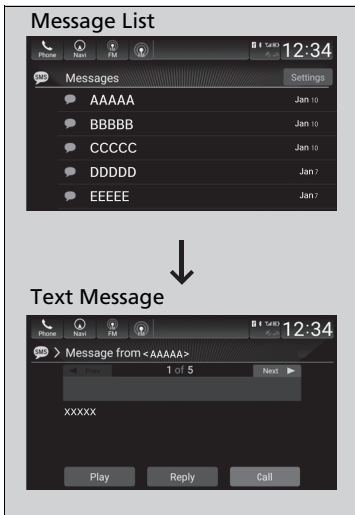 Message List
Phone Navi FM 12:34
SMS Messages Settings
AAAAA Jan 10
BBBBB Jan 10
CCCCC Jan 10
DDDDD Jan 7
EEEEE Jan 7
Text Message
Phone Navi FM 12:34
SMS > Message from <AAAAA>
◀ Prev 1 of 5 Next ▶
xxxxx
Play Reply Call